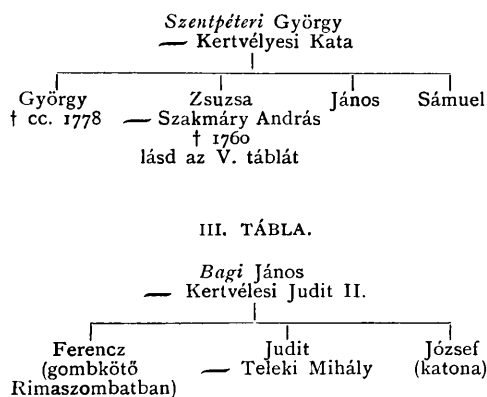 Szentpéteri György
— Kertvélyesi Kata
György Zsuzsa János Sámuel
† cc. 1778 — Szakmáry András
† 1760
lásd az V. táblát
III. TÁBLA.
Bagi János
— Kertvélesi Judit II.
Ferencz Judit József
(gombkötő — Teleki Mihály (katona)
Rimaszombatban)